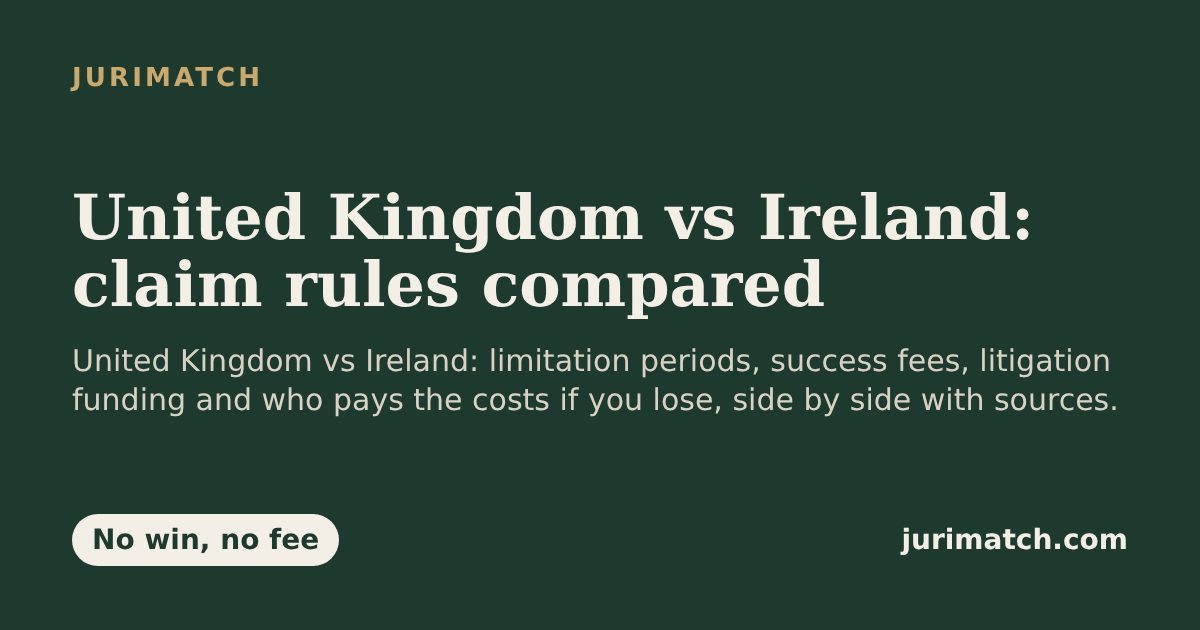 JURIMATCH
United Kingdom vs Ireland:
claim rules compared
United Kingdom vs Ireland: limitation periods, success fees, litigation
funding and who pays the costs if you lose, side by side with sources.
No win, no fee
jurimatch.com